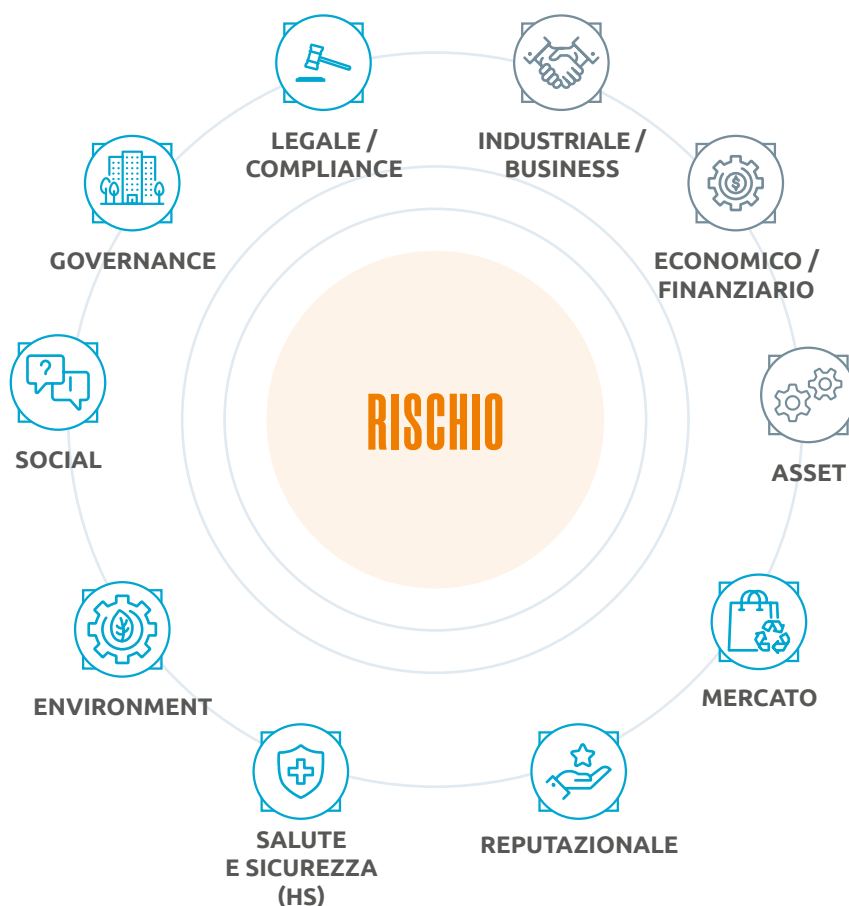 LEGALE /
COMPLIANCE
INDUSTRIALE /
BUSINESS
GOVERNANCE
ECONOMICO /
FINANZIARIO
RISCHIO
SOCIAL
ASSET
ENVIRONMENT
MERCATO
SALUTE
E SICUREZZA
(HS)
REPUTAZIONALE